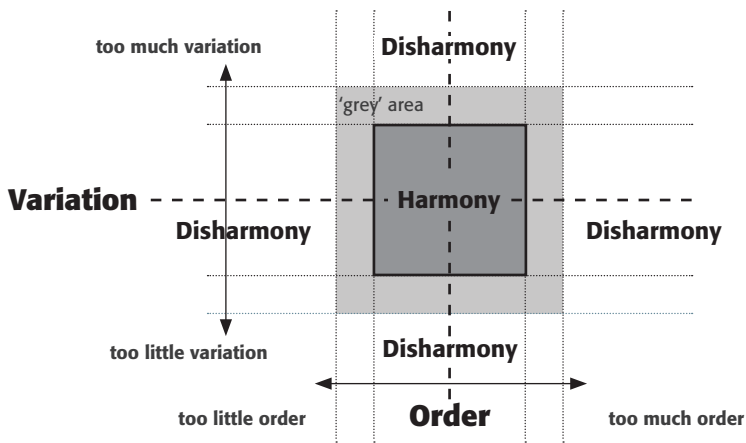 too much variation
Disharmony
‘grey’ area
Variation
Harmony
Disharmony
Disharmony
too little variation
Disharmony
too little order
Order
too much order